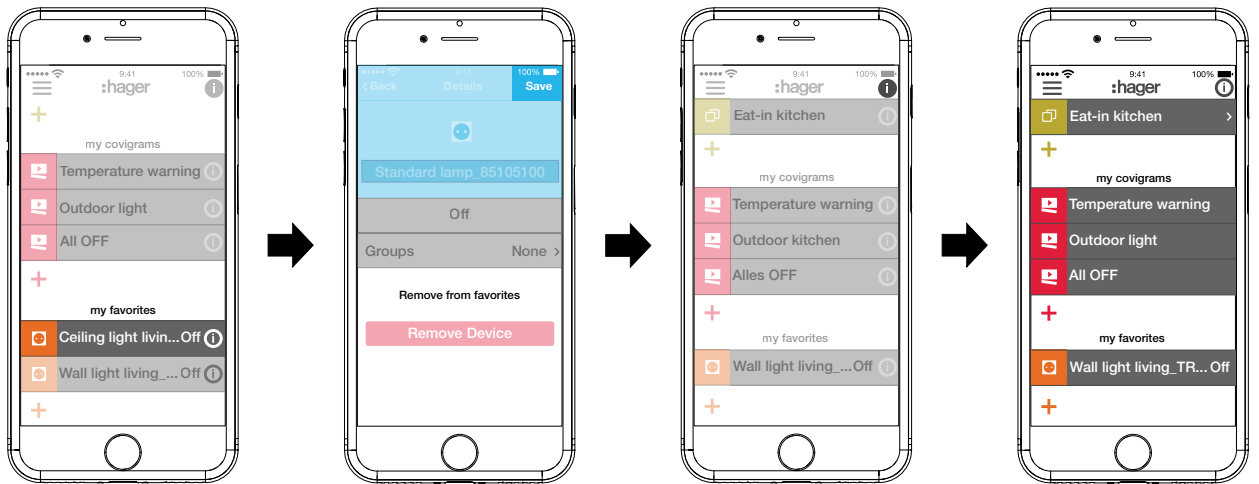 9:41 100%
:hager
my covigrams
Temperature warning
Outdoor light
All OFF
my favorites
Ceiling light livin...Off
Wall light living_...Off
9:41 100%
< Back Details Save
Standard lamp_85105100
Off
Groups None >
Remove from favorites
Remove Device
9:41 100%
:hager
Eat-in kitchen
my covigrams
Temperature warning
Outdoor kitchen
Alles OFF
my favorites
Wall light living_...Off
9:41 100%
:hager
Eat-in kitchen >
my covigrams
Temperature warning
Outdoor light
All OFF
my favorites
Wall light living_TR... Off